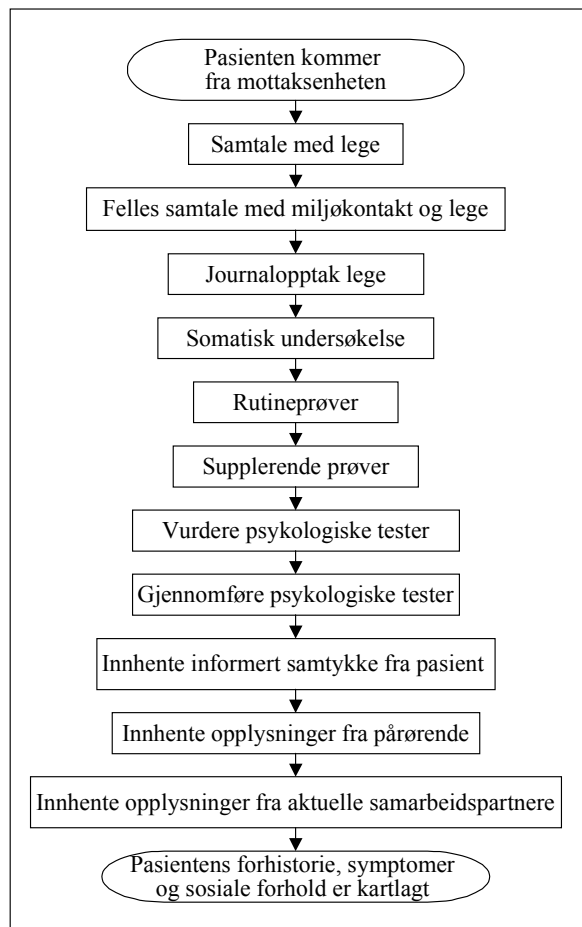 Pasienten kommer
fra mottaksenheten
Samtale med lege
Felles samtale med miljøkontakt og lege
Journalopptak lege
Somatisk undersøkelse
Rutineprøver
Supplerende prøver
Vurdere psykologiske tester
Gjennomføre psykologiske tester
Innhente informert samtykke fra pasient
Innhente opplysninger fra pårørende
Innhente opplysninger fra aktuelle samarbeidspartnere
Pasientens forhistorie, symptomer
og sosiale forhold er kartlagt